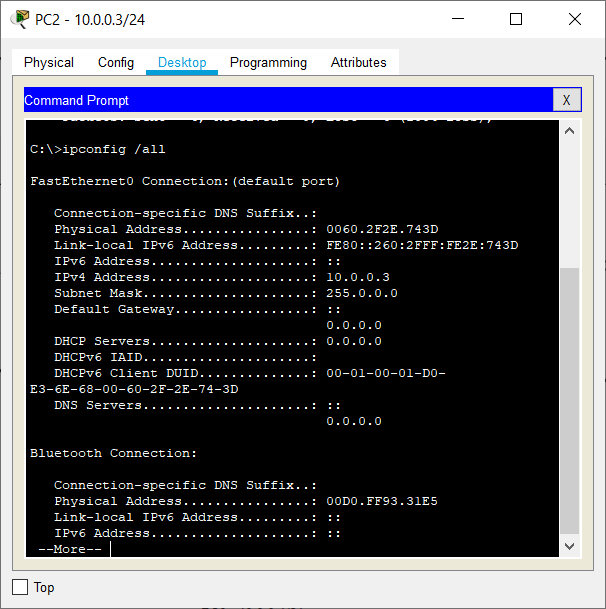 PC2 - 10.0.0.3/24
Physical Config Desktop Programming Attributes
Command Prompt X
C:\>ipconfig /all
FastEthernet0 Connection:(default port)
Connection-specific DNS Suffix..:
Physical Address................: 0060.2F2E.743D
Link-local IPv6 Address.........: FE80::260:2FFF:FE2E:743D
IPv6 Address....................: ::
IPv4 Address....................: 10.0.0.3
Subnet Mask.....................: 255.0.0.0
Default Gateway.................: ::
0.0.0.0
DHCP Servers....................: 0.0.0.0
DHCPv6 IAID.....................:
DHCPv6 Client DUID..............: 00-01-00-01-D0-
E3-6E-68-00-60-2F-2E-74-3D
DNS Servers.....................: ::
0.0.0.0
Bluetooth Connection:
Connection-specific DNS Suffix..:
Physical Address................: 00D0.FF93.31E5
Link-local IPv6 Address.........: ::
IPv6 Address....................: ::
--More--
Top